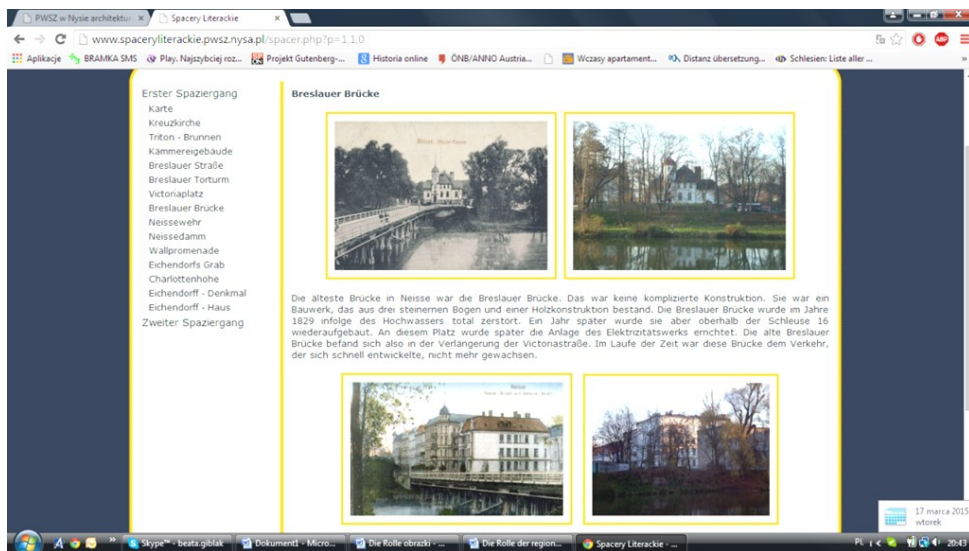 PWSZ w Nysie architektur
Spacery Literackie
www.spaceryliterackie.pwsz.nysa.pl/spacer.php?p=1.1.0
Aplikacje BRAMKA SMS Play. Najszybciej roz... Projekt Gutenberg-... Historia online ÖNB/ANNO Austria... Wczasy apartament... Distanz übersetzung... Schlesien: Liste aller ...
Erster Spaziergang
Karte
Kreuzkirche
Triton - Brunnen
Kämmereigebäude
Breslauer Straße
Breslauer Torturm
Victoriaplatz
Breslauer Brücke
Neissewehr
Neissedamm
Wallpromenade
Eichendorfs Grab
Charlottenhöhe
Eichendorff - Denkmal
Eichendorff - Haus
Zweiter Spaziergang
Breslauer Brücke
Die älteste Brücke in Neisse war die Breslauer Brücke. Das war keine komplizierte Konstruktion. Sie war ein
Bauwerk, das aus drei steinernen Bögen und einer Holzkonstruktion bestand. Die Breslauer Brücke wurde im Jahre
1829 infolge des Hochwassers total zerstört. Ein Jahr später wurde sie aber oberhalb der Schleuse 16
wiederaufgebaut. An diesem Platz wurde später die Anlage des Elektrizitätswerks errichtet. Die alte Breslauer
Brücke befand sich also in der Verlängerung der Victoriastraße. Im Laufe der Zeit war diese Brücke dem Verkehr,
der sich schnell entwickelte, nicht mehr gewachsen.
17 marca 2015
wtorek
Skype™ - beata.giblak Dokument1 - Micro... Die Rolle obrazki - ... Die Rolle der region... Spacery Literackie - ...
PL 20:43